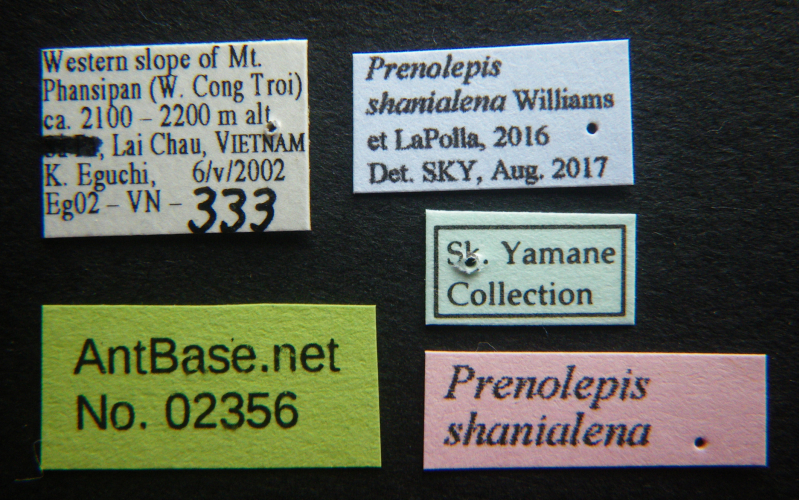 Western slope of Mt.
Phansipan (W. Cong Troi)
ca. 2100 – 2200 m alt
, Lai Chau, VIETNAM
K. Eguchi, 6/v/2002
Eg02 – VN – 333
Prenolepis
shanialena Williams
et LaPolla, 2016
Det. SKY, Aug. 2017
Sk. Yamane
Collection
AntBase.net
No. 02356
Prenolepis
shanialena